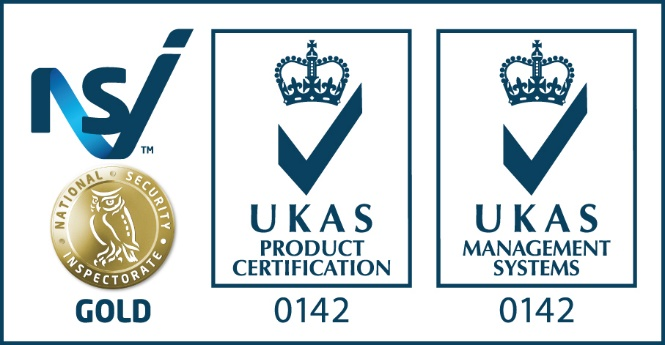 nsi
TM
NATIONAL SECURITY
INSPECTORATE
GOLD
UKAS
PRODUCT
CERTIFICATION
0142
UKAS
MANAGEMENT
SYSTEMS
0142